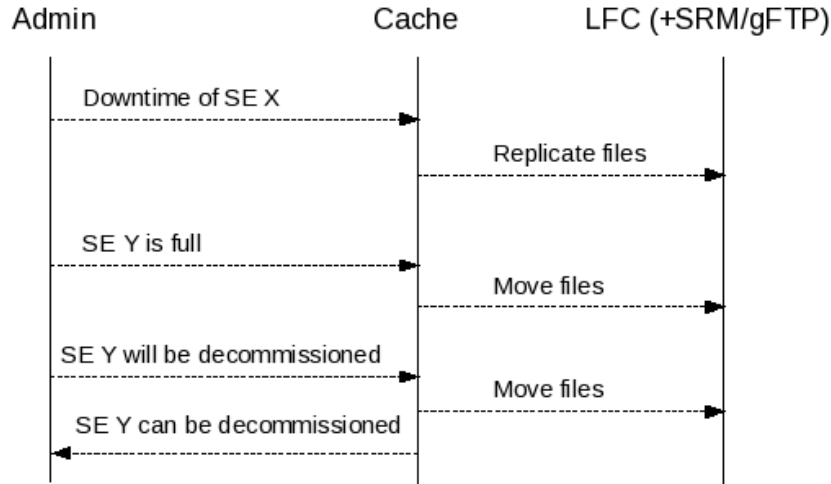 Admin
Cache
LFC (+SRM/gFTP)
Downtime of SE X
Replicate files
SE Y is full
Move files
SE Y will be decommissioned
Move files
SE Y can be decommissioned